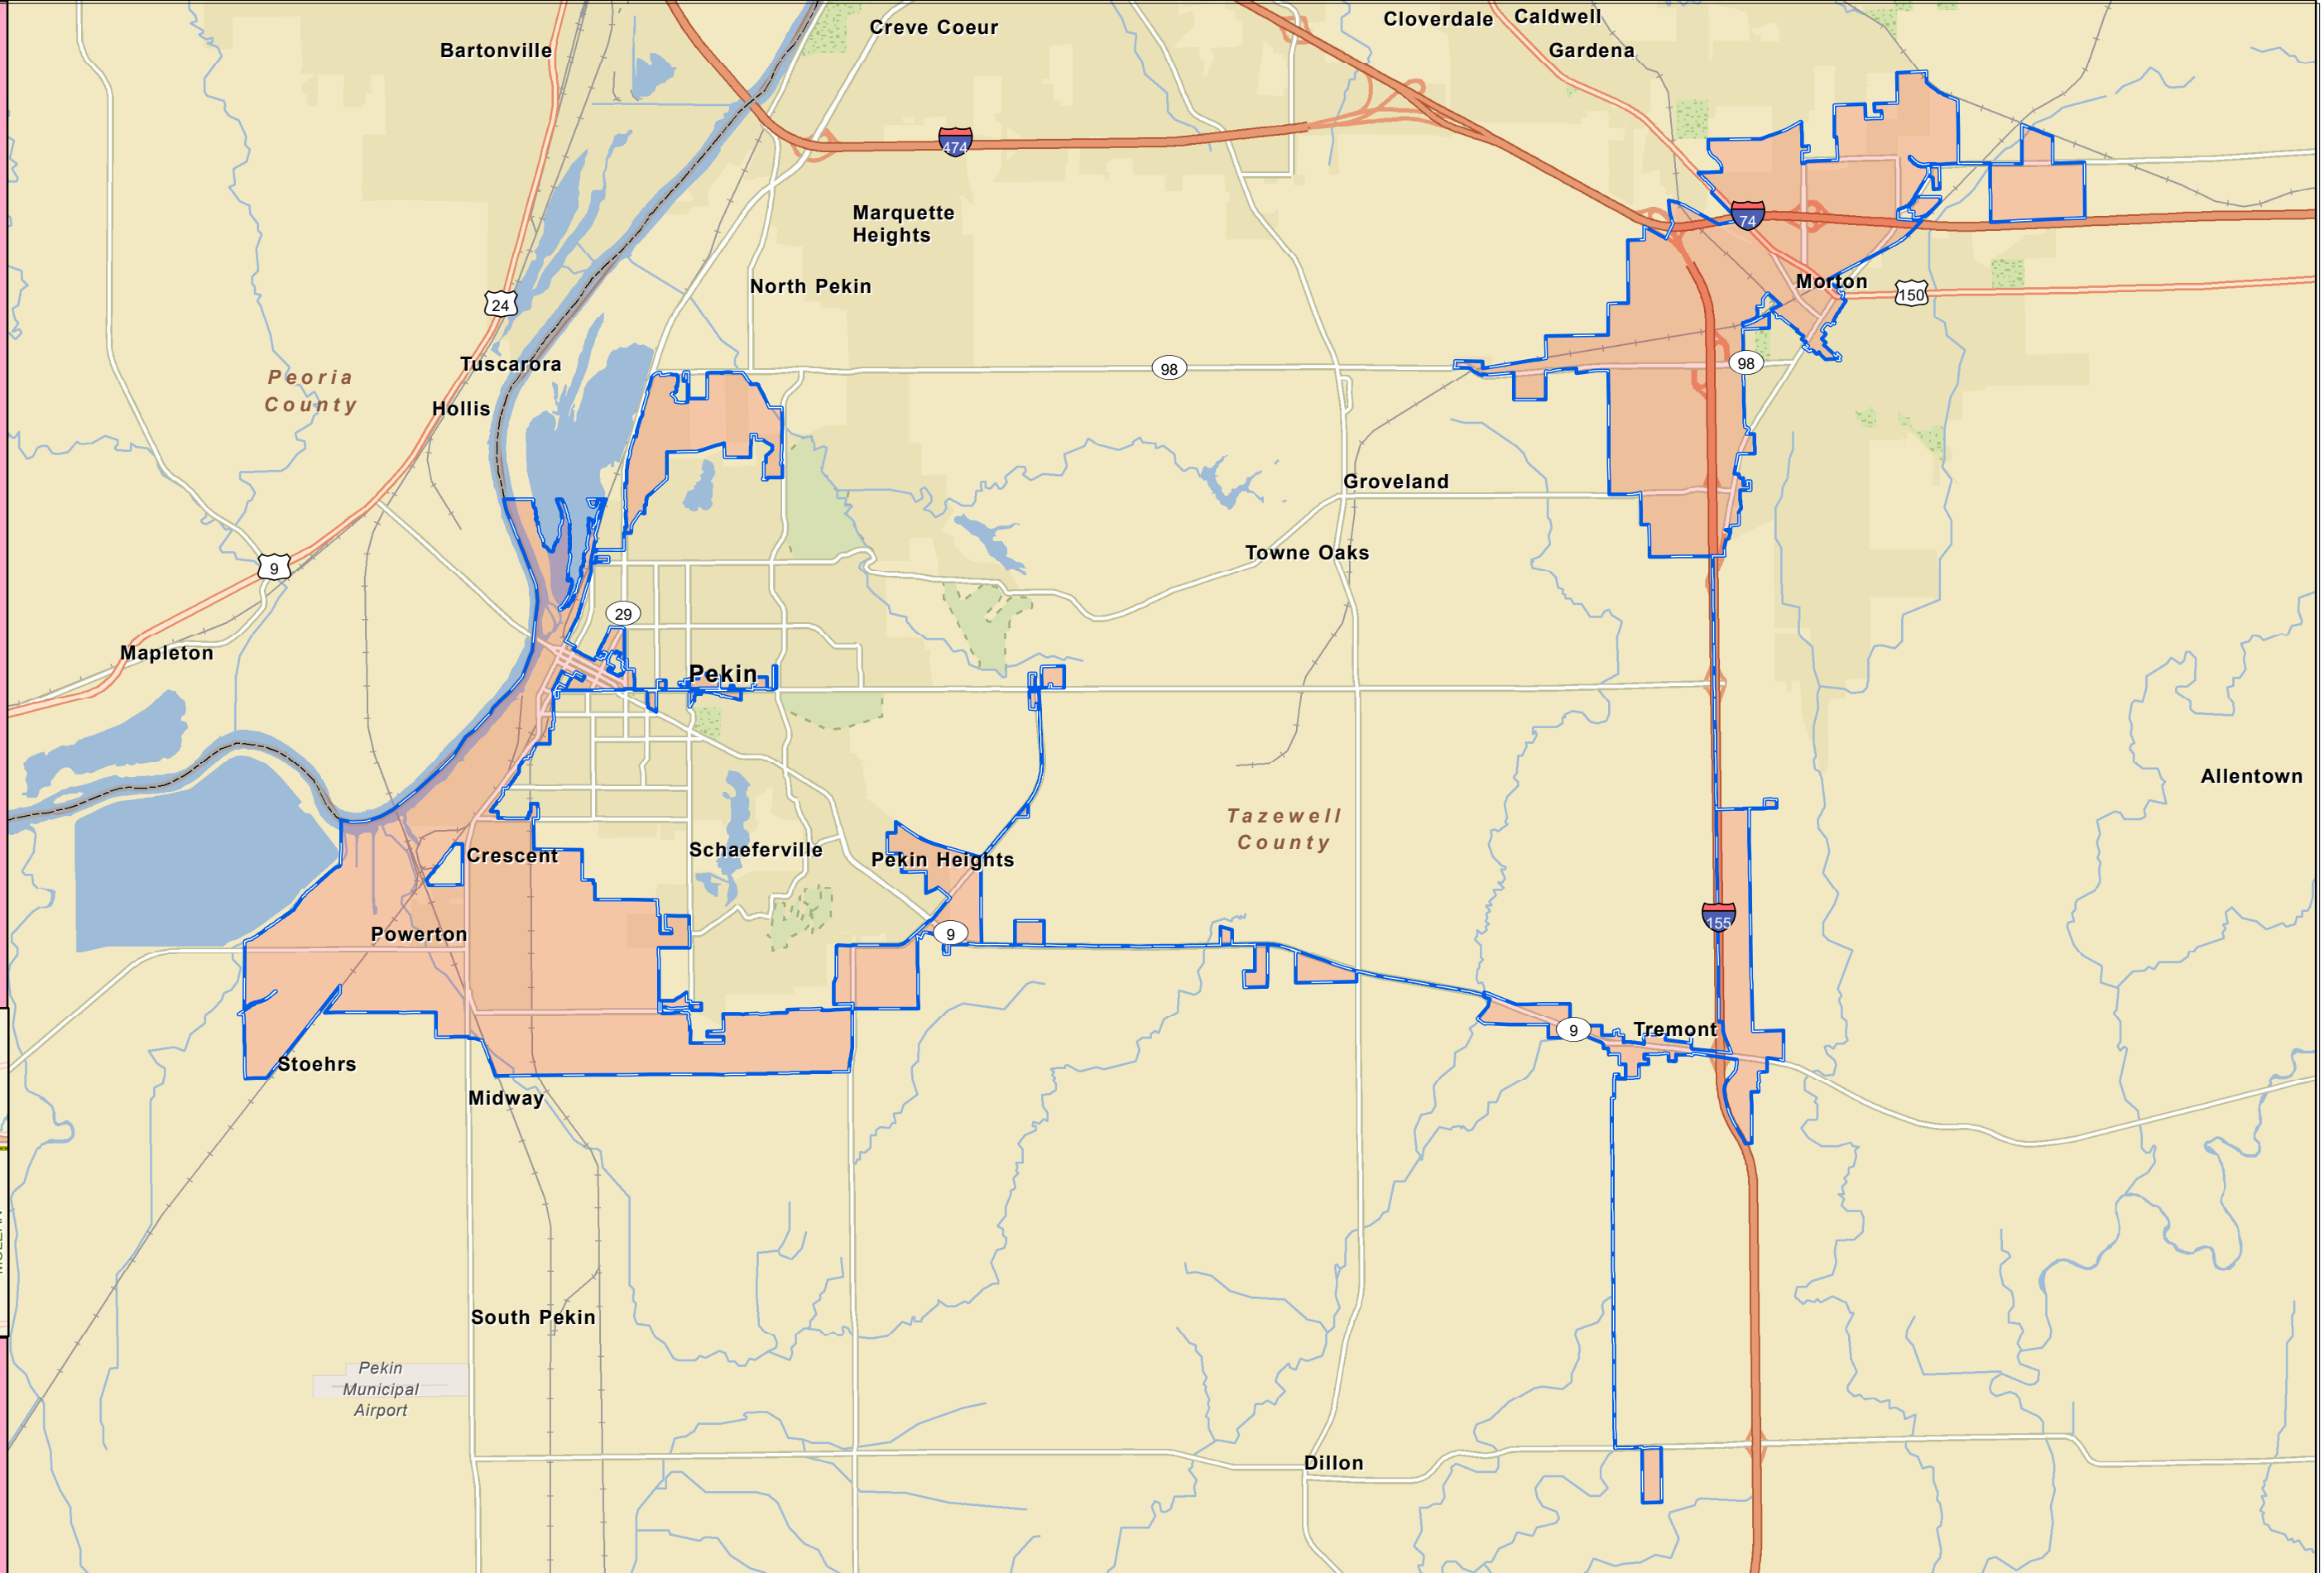 Creve Coeur
Cloverdale
Caldwell
Bartonville
Gardena
474
Marquette
Heights
74
North Pekin
Morton
24
150
Tuscarora
98
98
Peoria
County
Hollis
Groveland
Towne Oaks
9
29
Mapleton
Pekin
Allentown
Tazewell
County
Schaeferville
Crescent
Pekin Heights
155
Powerton
9
9
Tremont
Stoehrs
Midway
South Pekin
Pekin
Municipal
Airport
Dillon